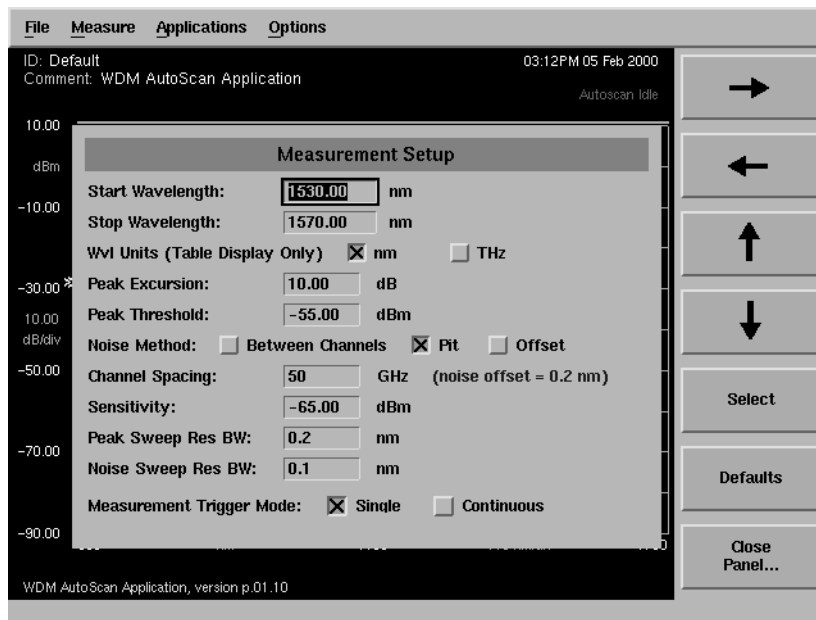 File Measure Applications Options
ID: Default 03:12PM 05 Feb 2000
Comment: WDM AutoScan Application
Autoscan Idle
10.00
dBm
-10.00
-30.00
10.00
dB/div
-50.00
-70.00
-90.00
Measurement Setup
Start Wavelength: 1530.00 nm
Stop Wavelength: 1570.00 nm
Wvl Units (Table Display Only) nm THz
Peak Excursion: 10.00 dB
Peak Threshold: -55.00 dBm
Noise Method: Between Channels Pit Offset
Channel Spacing: 50 GHz (noise offset = 0.2 nm)
Sensitivity: -65.00 dBm
Peak Sweep Res BW: 0.2 nm
Noise Sweep Res BW: 0.1 nm
Measurement Trigger Mode: Single Continuous
WDM AutoScan Application, version p.01.10
Select
Defaults
Close
Panel...